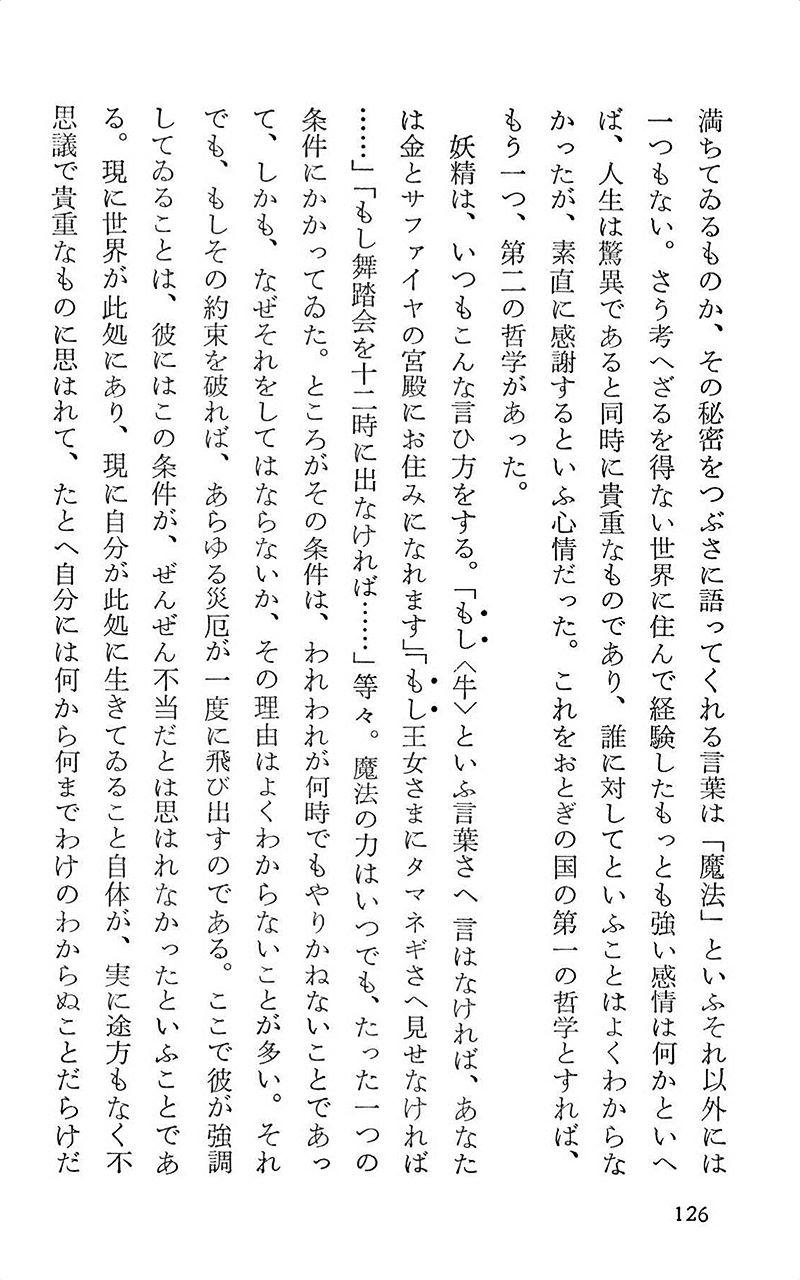 満ちてゐるものか、その秘密をつぶさに語ってくれる言葉は「魔法」といふそれ以外には
一つもない。さう考へざるを得ない世界に住んで経験したもっとも強い感情は何かといへ
ば、人生は驚異であると同時に貴重なものであり、誰に対してといふことはよくわからな
かったが、素直に感謝するといふ心情だった。これをおとぎの国の第一の哲学とすれば、
もう一つ、第二の哲学があった。
妖精は、いつもこんな言ひ方をする。「もし〈牛〉といふ言葉さへ言はなければ、あなた
は金とサファイヤの宮殿にお住みになれます」「もし王女さまにタマネギさへ見せなければ
……」「もし舞踏会を十二時に出なければ……」等々。魔法の力はいつでも、たった一つの
条件にかかってゐた。ところがその条件は、われわれが何時でもやりかねないことであっ
て、しかも、なぜそれをしてはならないか、その理由はよくわからないことが多い。それ
でも、もしその約束を破れば、あらゆる災厄が一度に飛び出すのである。ここで彼が強調
してゐることは、彼にはこの条件が、ぜんぜん不当だとは思はれなかったといふことであ
る。現に世界が此処にあり、現に自分が此処に生きてゐること自体が、実に途方もなく不
思議で貴重なものに思はれて、たとへ自分には何から何までわけのわからぬことだらけだ
126